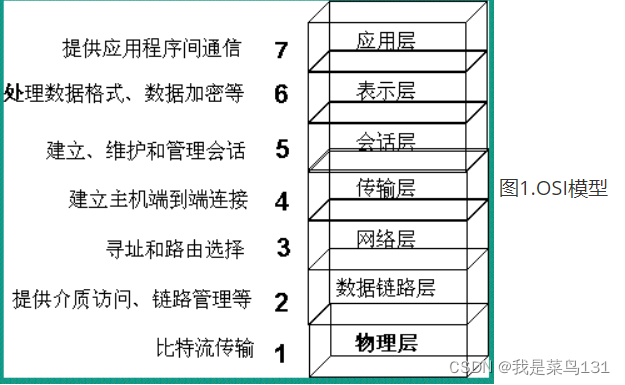 提供应用程序间通信 7 应用层
处理数据格式、数据加密等 6 表示层
建立、维护和管理会话 5 会话层
建立主机端到端连接 4 传输层
图1.OSI模型
寻址和路由选择 3 网络层
提供介质访问、链路管理等 2 数据链路层
比特流传输 1 物理层
CSDN @我是菜鸟131